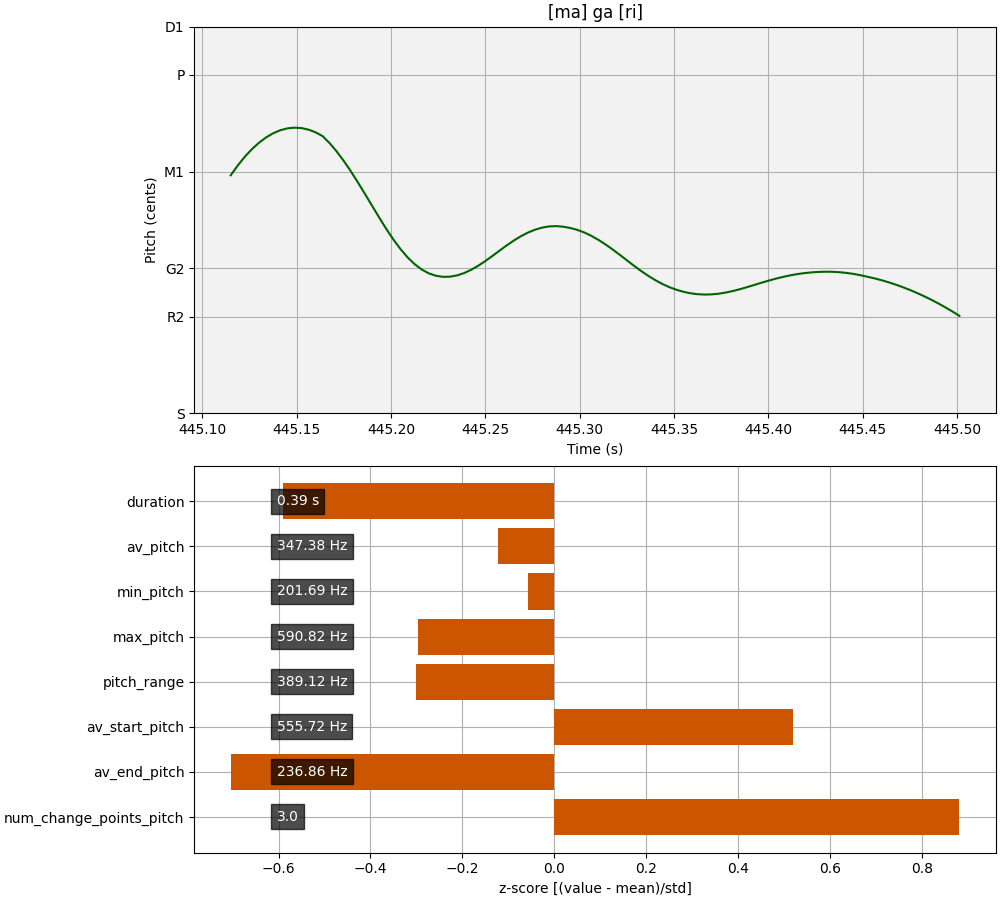 [ma] ga [ri]
D1
P
M1
G2
R2
S
Pitch (cents)
445.10 445.15 445.20 445.25 445.30 445.35 445.40 445.45 445.50
Time (s)
duration 0.39 s
av_pitch 347.38 Hz
min_pitch 201.69 Hz
max_pitch 590.82 Hz
pitch_range 389.12 Hz
av_start_pitch 555.72 Hz
av_end_pitch 236.86 Hz
num_change_points_pitch 3.0
−0.6 −0.4 −0.2 0.0 0.2 0.4 0.6 0.8
z-score [(value - mean)/std]